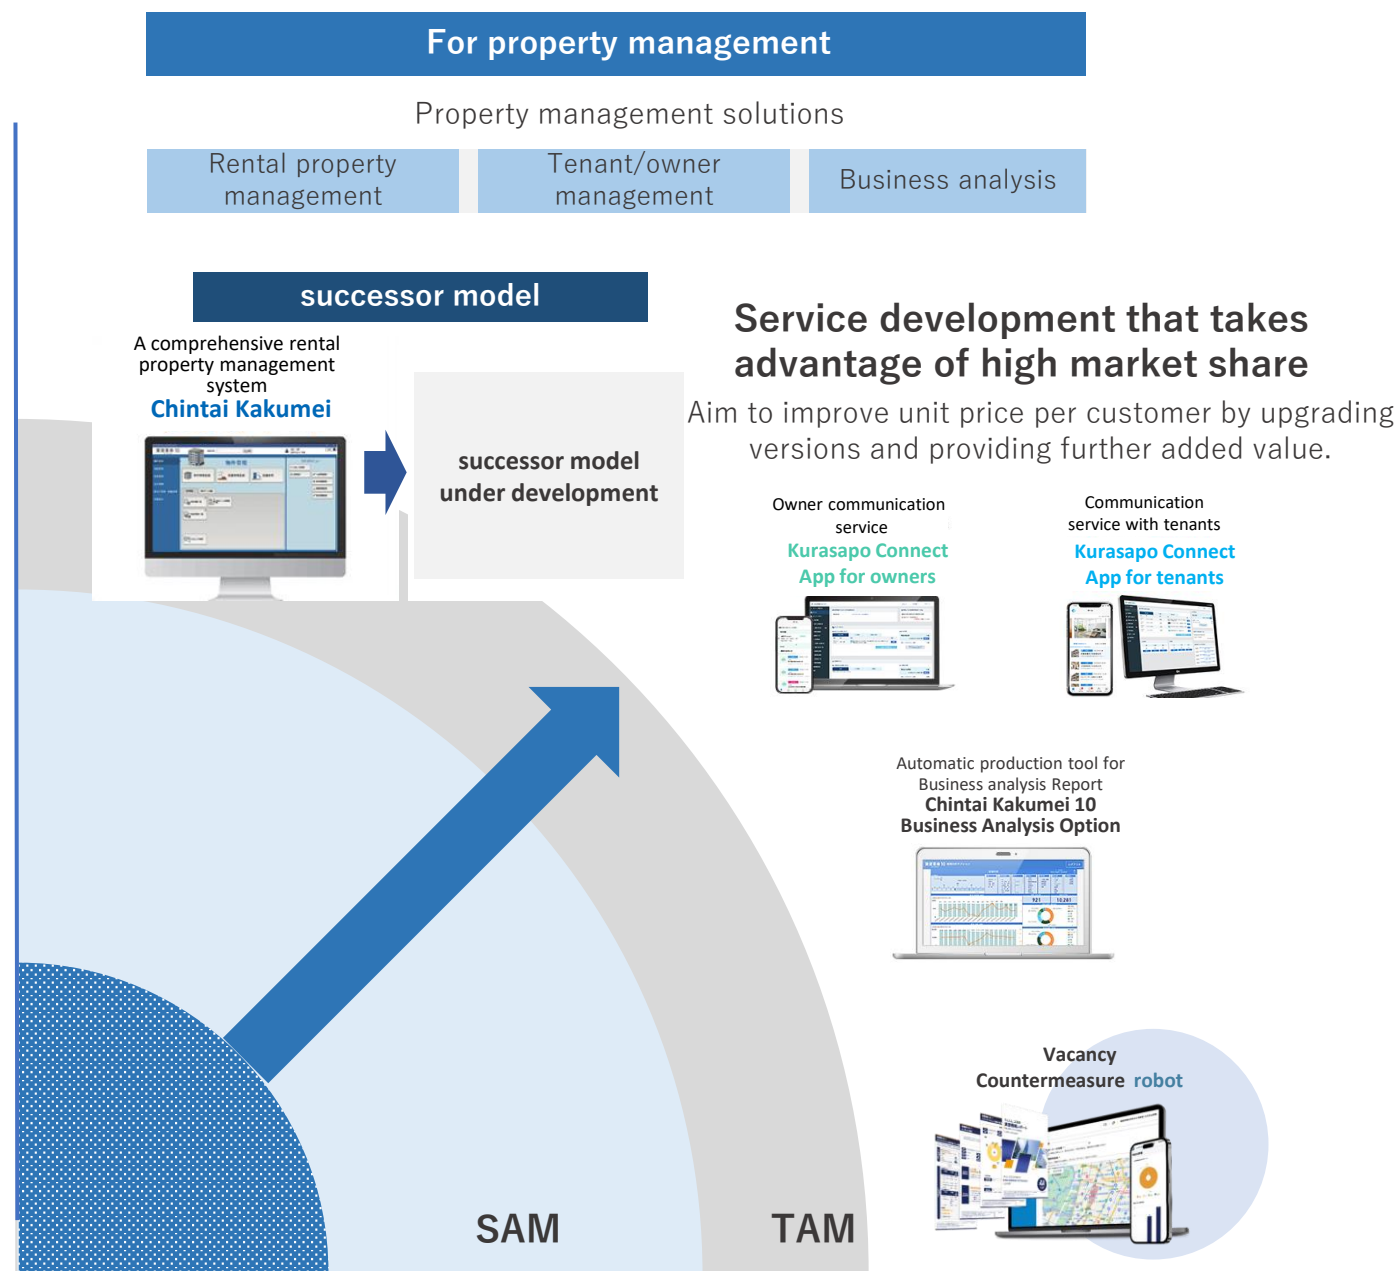 For property management
Property management solutions
Rental property
management
Tenant/owner
management
Business analysis
successor model
A comprehensive rental
property management
system
Chintai Kakumei
successor model
under development
Service development that takes
advantage of high market share
Aim to improve unit price per customer by upgrading
versions and providing further added value.
Owner communication
service
Kurasapo Connect
App for owners
Communication
service with tenants
Kurasapo Connect
App for tenants
Automatic production tool for
Business analysis Report
Chintai Kakumei 10
Business Analysis Option
921
10,261
Vacancy
Countermeasure robot
SAM
TAM